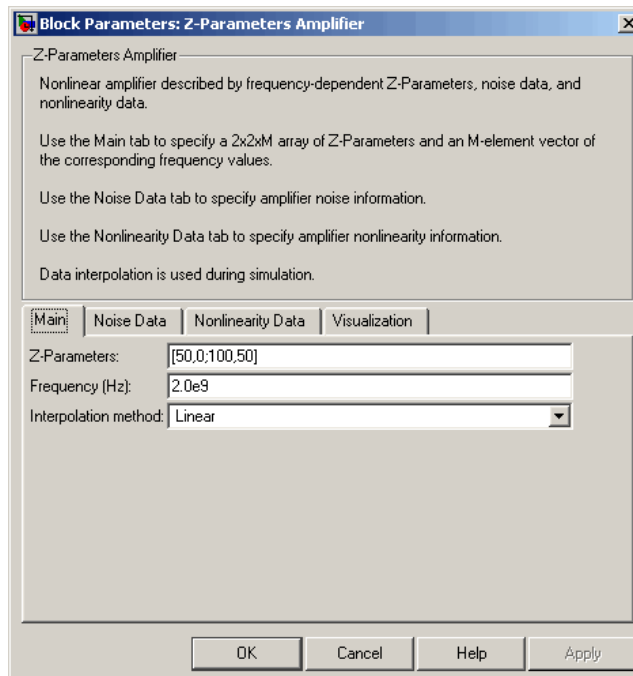 Block Parameters: Z-Parameters Amplifier
Z-Parameters Amplifier
Nonlinear amplifier described by frequency-dependent Z-Parameters, noise data, and
nonlinearity data.
Use the Main tab to specify a 2x2xM array of Z-Parameters and an M-element vector of
the corresponding frequency values.
Use the Noise Data tab to specify amplifier noise information.
Use the Nonlinearity Data tab to specify amplifier nonlinearity information.
Data interpolation is used during simulation.
Main Noise Data Nonlinearity Data Visualization
Z-Parameters: [50,0;100,50]
Frequency (Hz): 2.0e9
Interpolation method: Linear
OK Cancel Help Apply